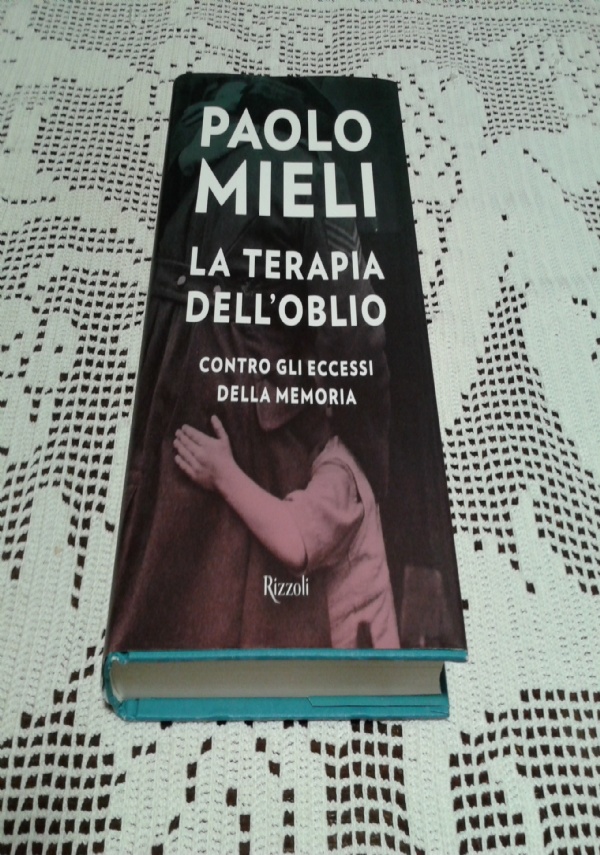 PAOLO
MIELI
LA TERAPIA
DELL'OBLIO
CONTRO GLI ECCESSI
DELLA MEMORIA
Rizzoli